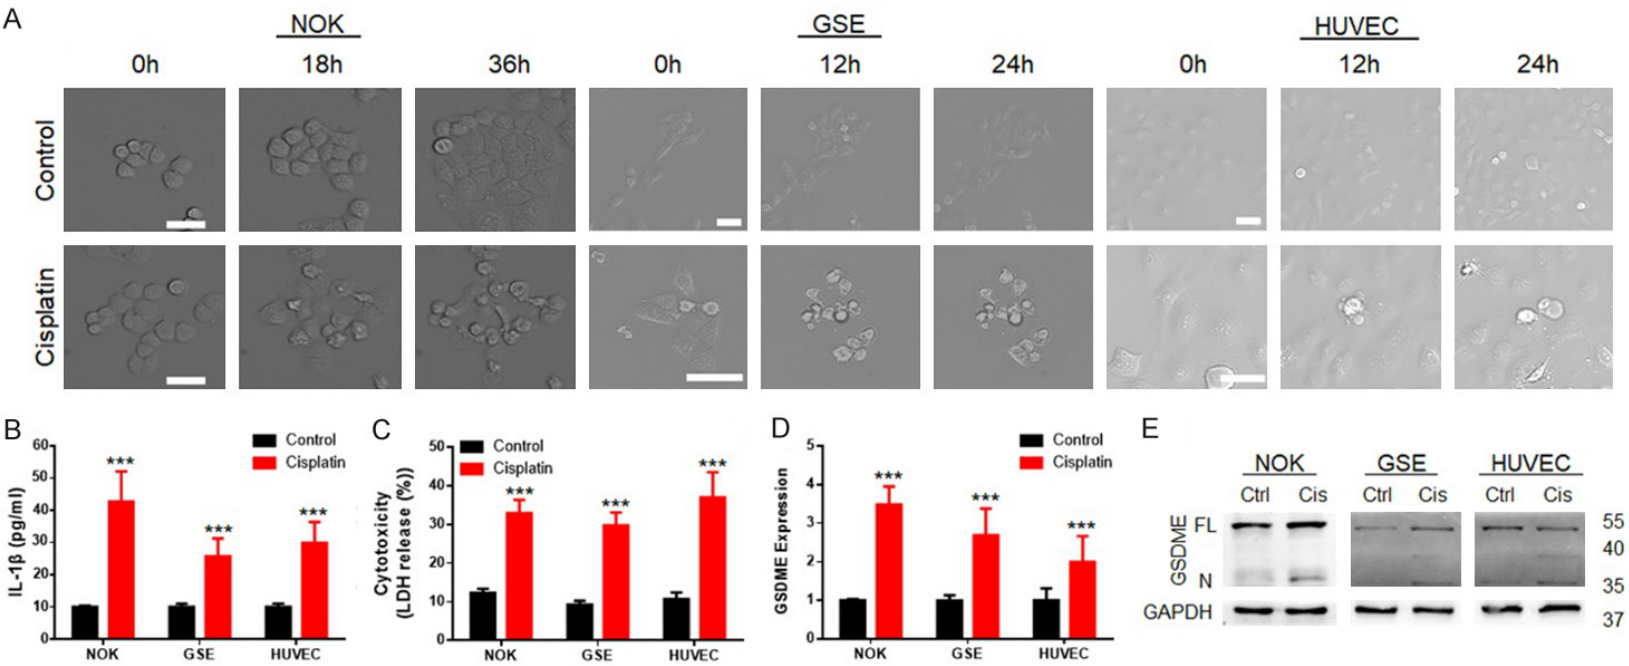 A
NOK GSE HUVEC
0h 18h 36h 0h 12h 24h 0h 12h 24h
Control
Cisplatin
B
IL-1β (pg/ml)
60
50
40
30
20
10
0
Control
Cisplatin
*** *** ***
NOK GSE HUVEC
C
Cytotoxicity
(LDH release (%))
50
40
30
20
10
0
Control
Cisplatin
*** *** ***
NOK GSE HUVEC
D
GSDME Expression
5
4
3
2
1
0
Control
Cisplatin
*** *** ***
NOK GSE HUVEC
E
NOK GSE HUVEC
Ctrl Cis Ctrl Cis Ctrl Cis
GSDME
FL 55
40
N 35
GAPDH 37